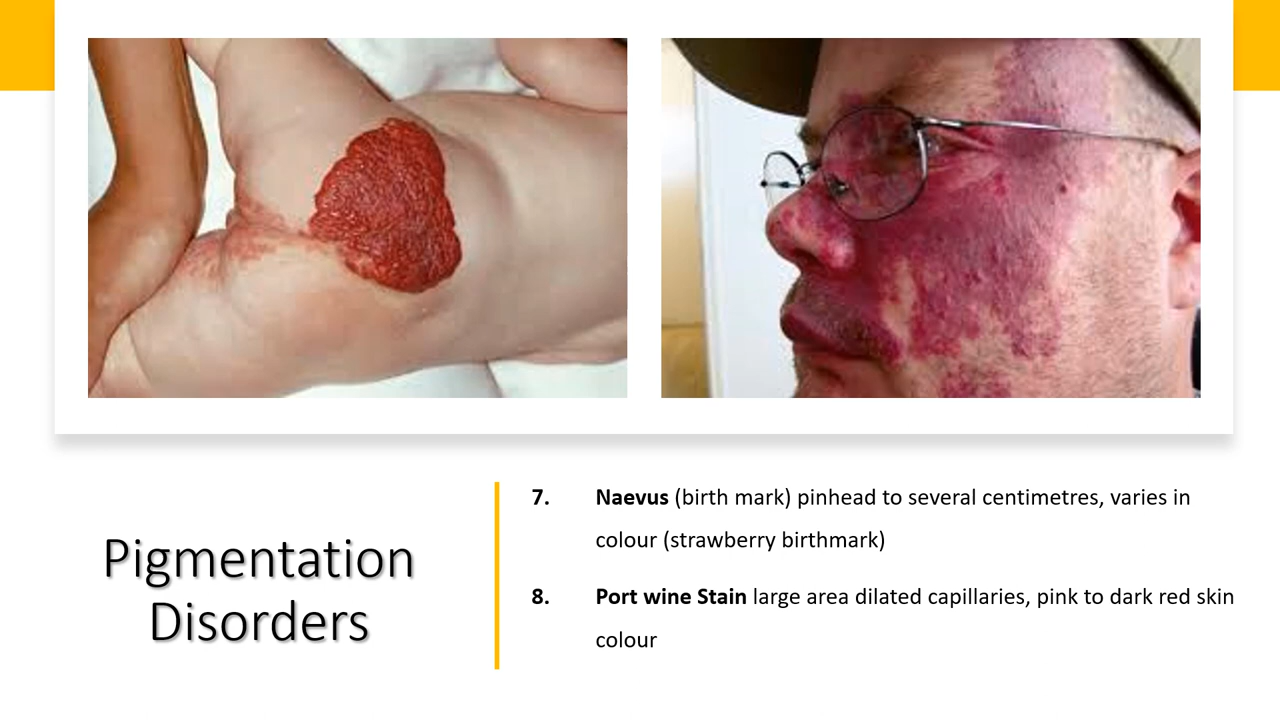 Pigmentation
Disorders
7. Naevus (birth mark) pinhead to several centimetres, varies in
colour (strawberry birthmark)
8. Port wine Stain large area dilated capillaries, pink to dark red skin
colour